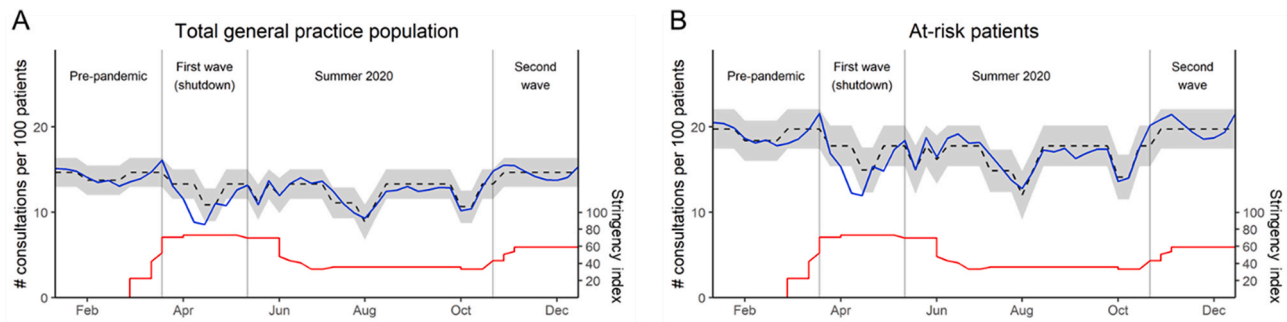 A
Total general practice population
# consultations per 100 patients
Pre-pandemic
First wave
(shutdown)
Summer 2020
Second
wave
20
10
0
100
80
60
40
20
Stringency index
Feb
Apr
Jun
Aug
Oct
Dec
B
At-risk patients
# consultations per 100 patients
Pre-pandemic
First wave
(shutdown)
Summer 2020
Second
wave
20
10
0
100
80
60
40
20
Stringency index
Feb
Apr
Jun
Aug
Oct
Dec